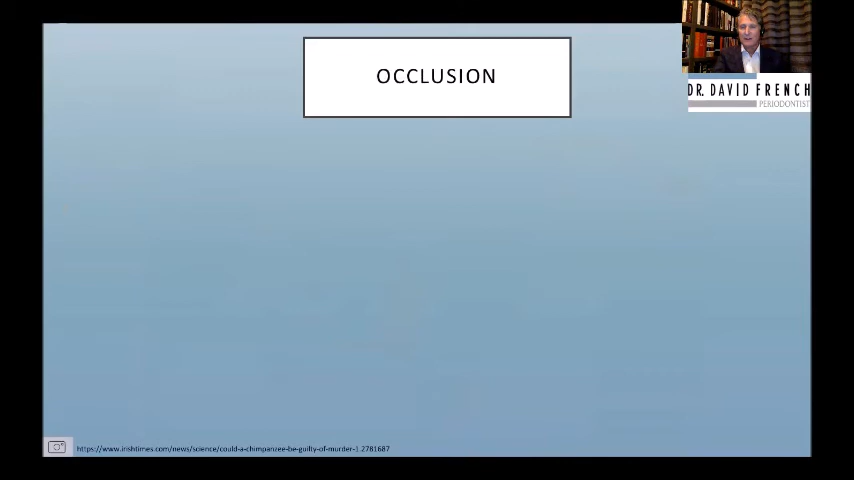 OCCLUSION
DR. DAVID FRENCH
PERIODONTIST
https://www.irishtimes.com/news/science/could-a-chimpanzee-be-guilty-of-murder-1.2781687